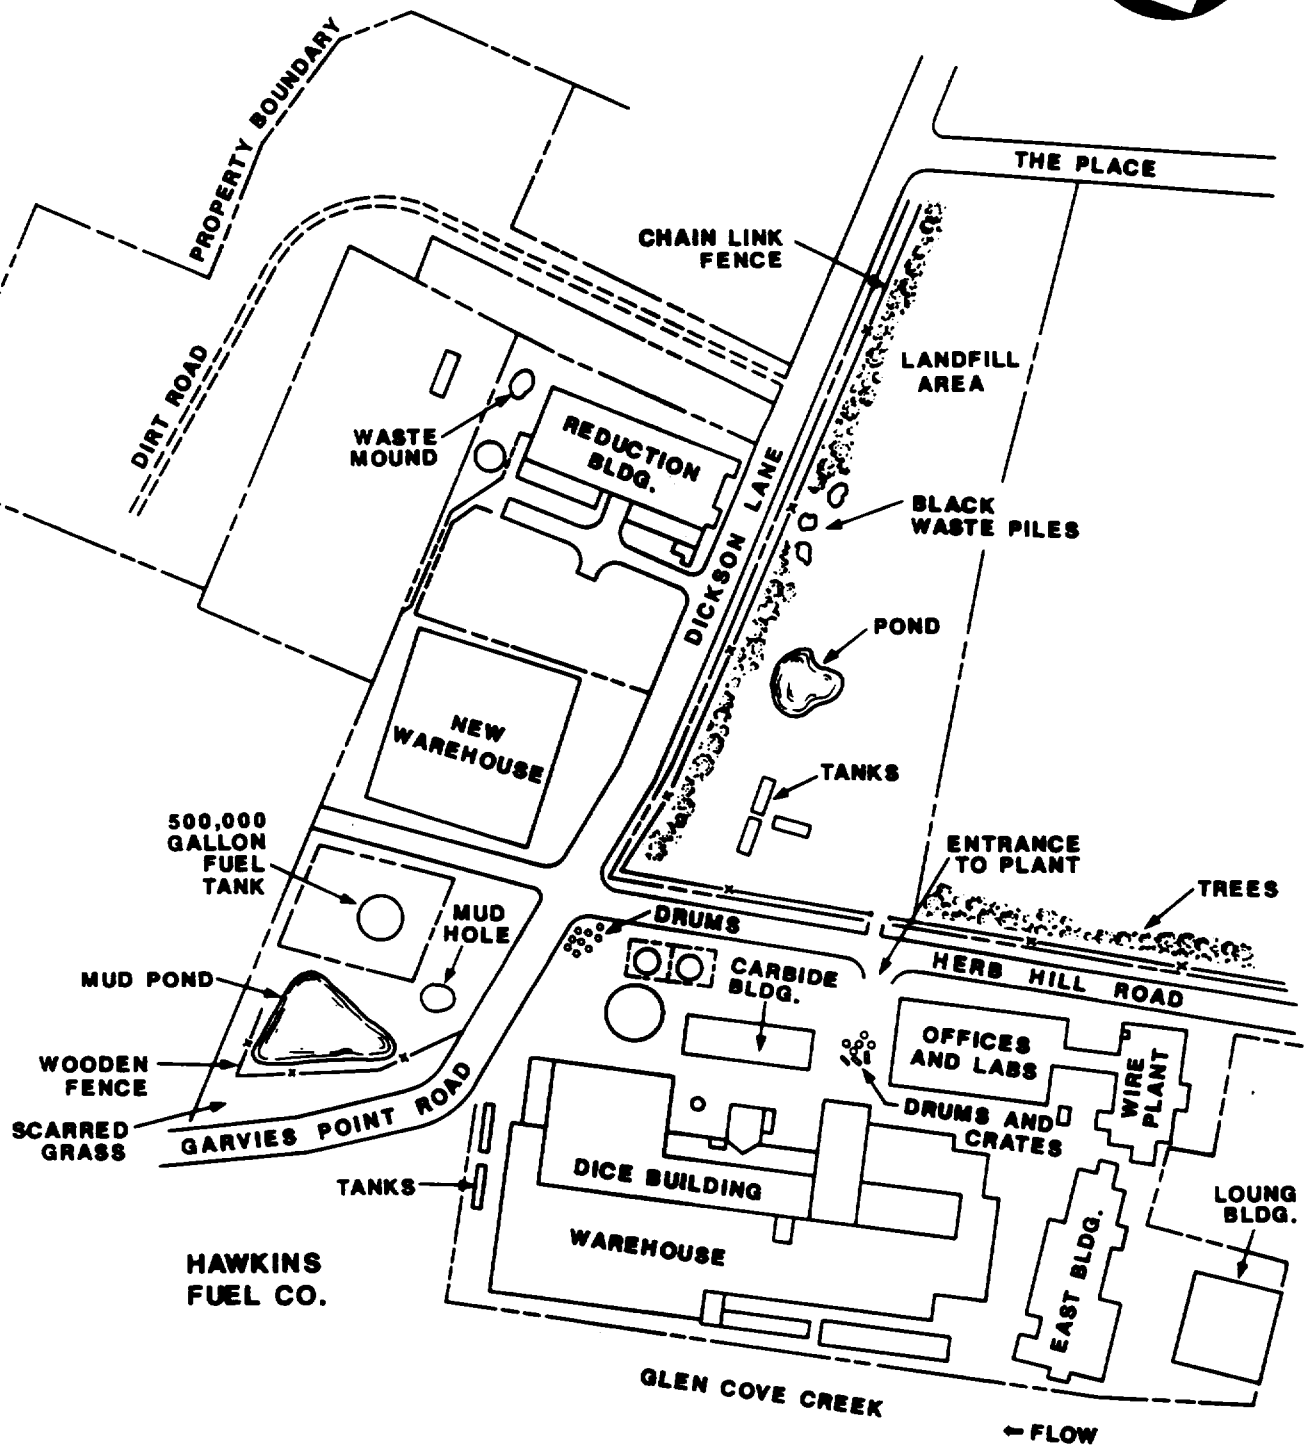 PROPERTY BOUNDARY
THE PLACE
CHAIN LINK
FENCE
LANDFILL
AREA
DIRT ROAD
WASTE
MOUND
REDUCTION
BLDG.
DICKSON LANE
BLACK
WASTE PILES
POND
NEW
WAREHOUSE
TANKS
500,000
GALLON
FUEL
TANK
MUD
HOLE
DRUMS
ENTRANCE
TO PLANT
TREES
MUD POND
CARBIDE
BLDG.
HERB HILL ROAD
OFFICES
AND LABS
WIRE
PLANT
WOODEN
FENCE
SCARRED
GRASS
GARVIES POINT ROAD
DRUMS AND
CRATES
TANKS
DICE BUILDING
WAREHOUSE
EAST BLDG.
LOUNG
BLDG.
HAWKINS
FUEL CO.
GLEN COVE CREEK
← FLOW